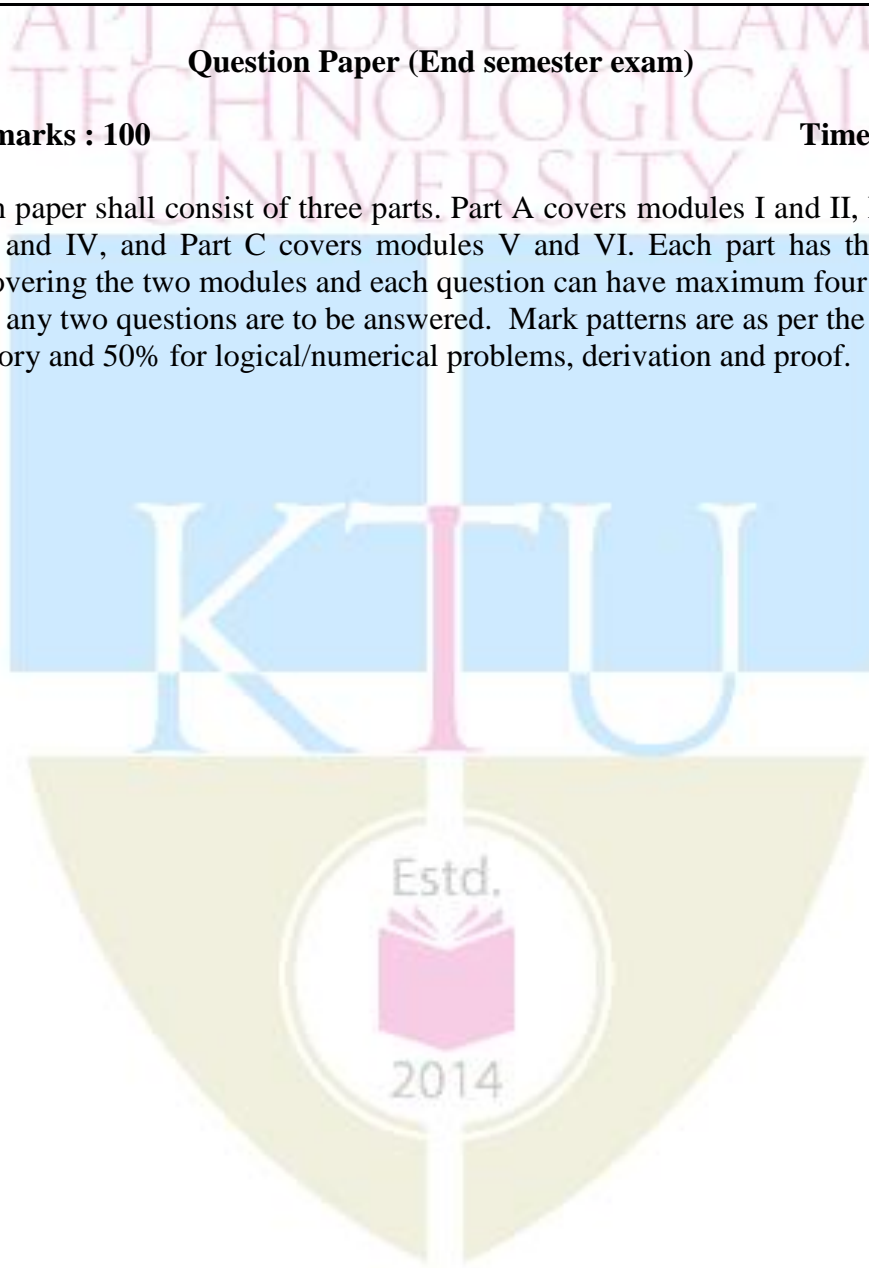 APJ ABDUL KALAM
TECHNOLOGICAL
UNIVERSITY
Question Paper (End semester exam)
marks : 100 Time
paper shall consist of three parts. Part A covers modules I and II,
and IV, and Part C covers modules V and VI. Each part has
covering the two modules and each question can have maximum four
any two questions are to be answered. Mark patterns are as per the
and 50% for logical/numerical problems, derivation and proof.
KTU
Estd.
2014